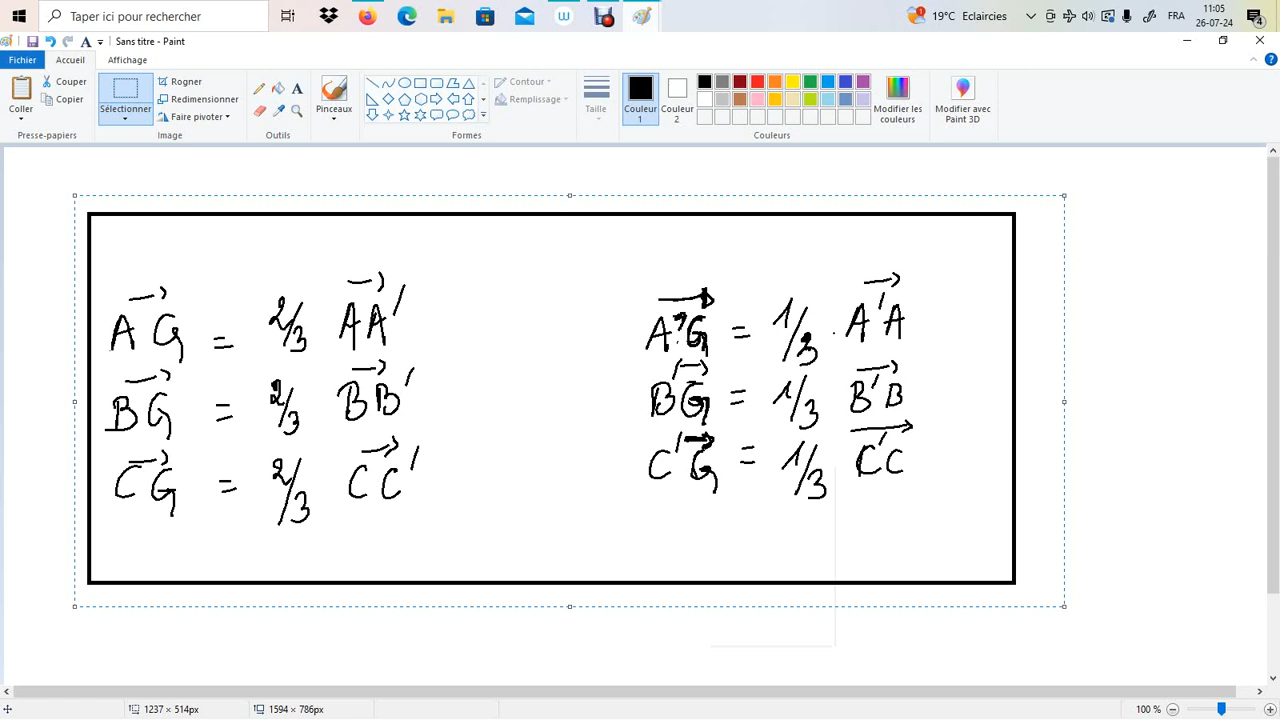 Taper ici pour rechercher
W
19°C Eclaircies
FRA
11:05
26-07-24
4
Sans titre - Paint
Fichier Accueil Affichage
Coller
Couper
Copier
Presse-papiers
Sélectionner
Rogner
Redimensionner
Faire pivoter
Image
A
Outils
Pinceaux
Contour
Remplissage
Formes
Taille
Couleur 1
Couleur 2
Modifier les couleurs
Couleurs
Modifier avec Paint 3D
AG = 2/3 AA'
BG = 2/3 BB'
CG = 2/3 CC'
A'G = 1/3 · A'A
B'G = 1/3 B'B
C'G = 1/3 C'C
1237 × 514px
1594 × 786px
100 %